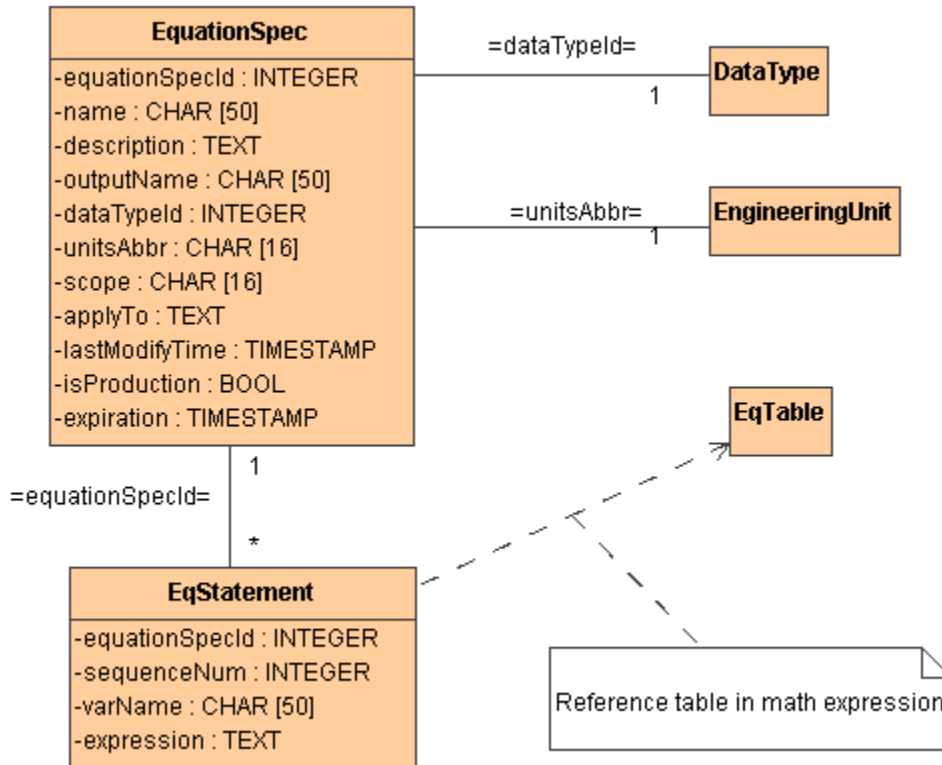 EquationSpec
-equationSpecId : INTEGER
-name : CHAR [50]
-description : TEXT
-outputName : CHAR [50]
-dataTypeId : INTEGER
-unitsAbbr : CHAR [16]
-scope : CHAR [16]
-applyTo : TEXT
-lastModifyTime : TIMESTAMP
-isProduction : BOOL
-expiration : TIMESTAMP
=dataTypeId=
1
DataType
=unitsAbbr=
1
EngineeringUnit
EqTable
1
=equationSpecId=
*
EqStatement
-equationSpecId : INTEGER
-sequenceNum : INTEGER
-varName : CHAR [50]
-expression : TEXT
Reference table in math expression